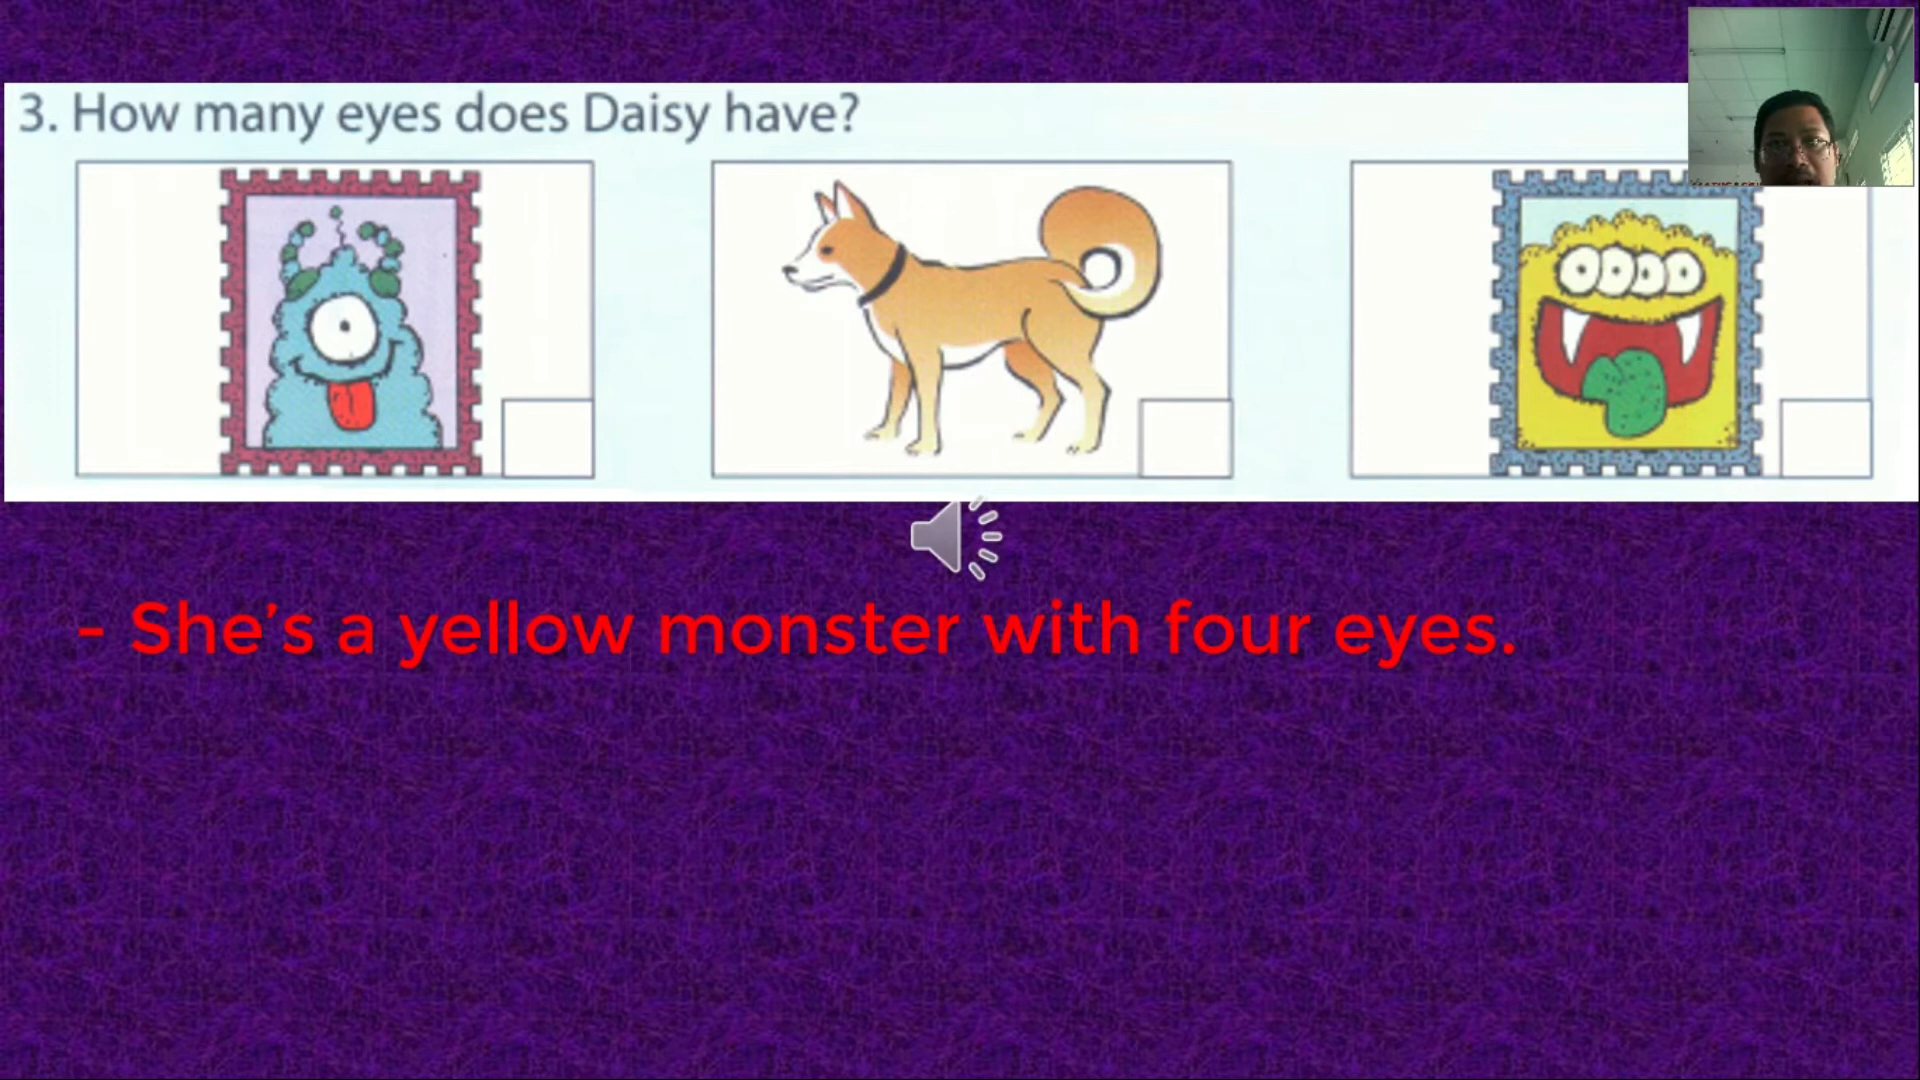 3. How many eyes does Daisy have?
- She's a yellow monster with four eyes.